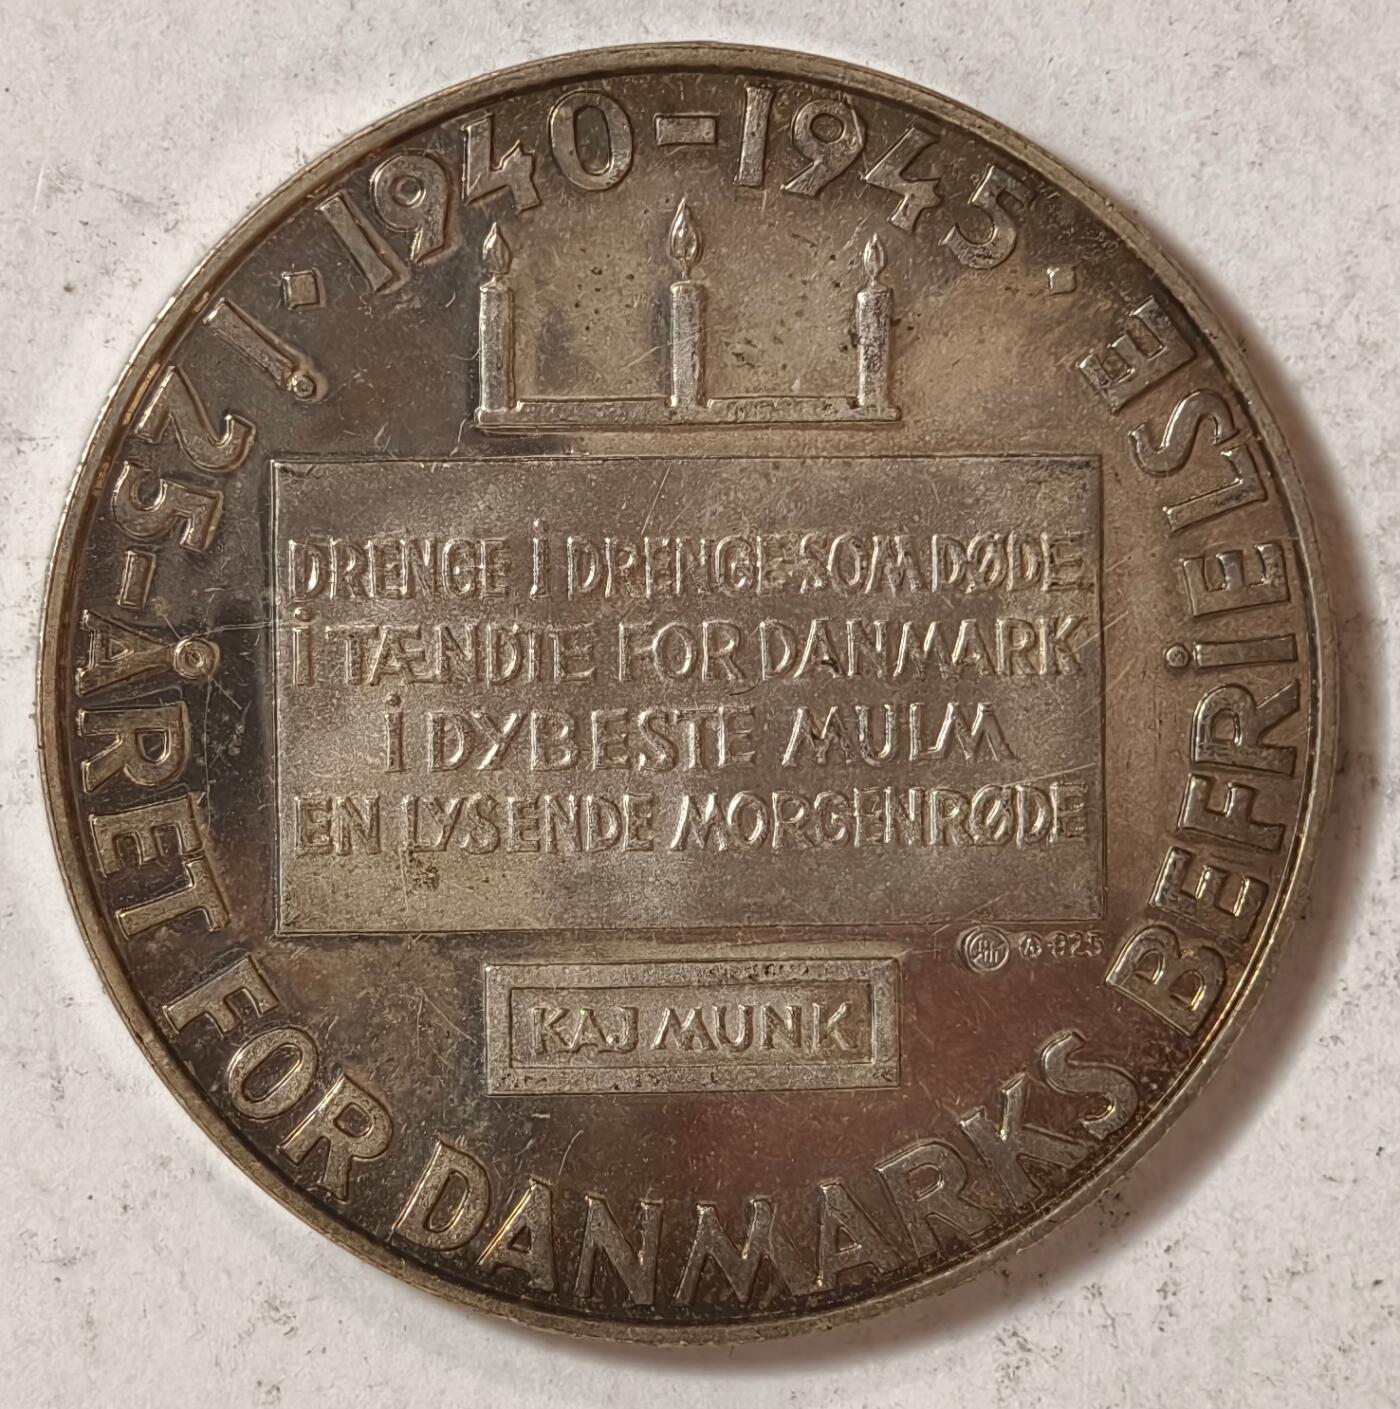 · 1940-1945 ·
I 25-ÅRET FOR DANMARKS BEFRIELSE
DRENGE I DRENGE SOM DØDE
I TÆNDTE FOR DANMARK
I DYBESTE MULM
EN LYSENDE MORGENRØDE
A 925
KAJ MUNK